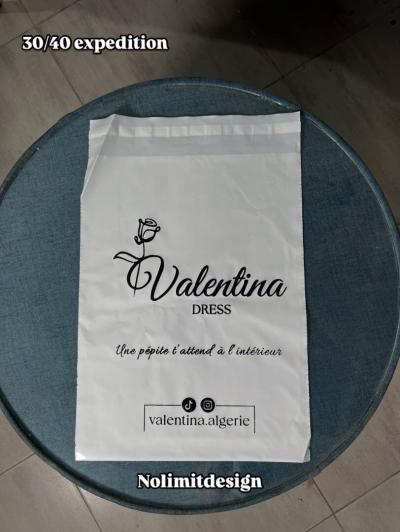 30/40 expedition
Valentina
DRESS
Une pépite t'attend à l'intérieur
valentina.algerie
Nolimitdesign